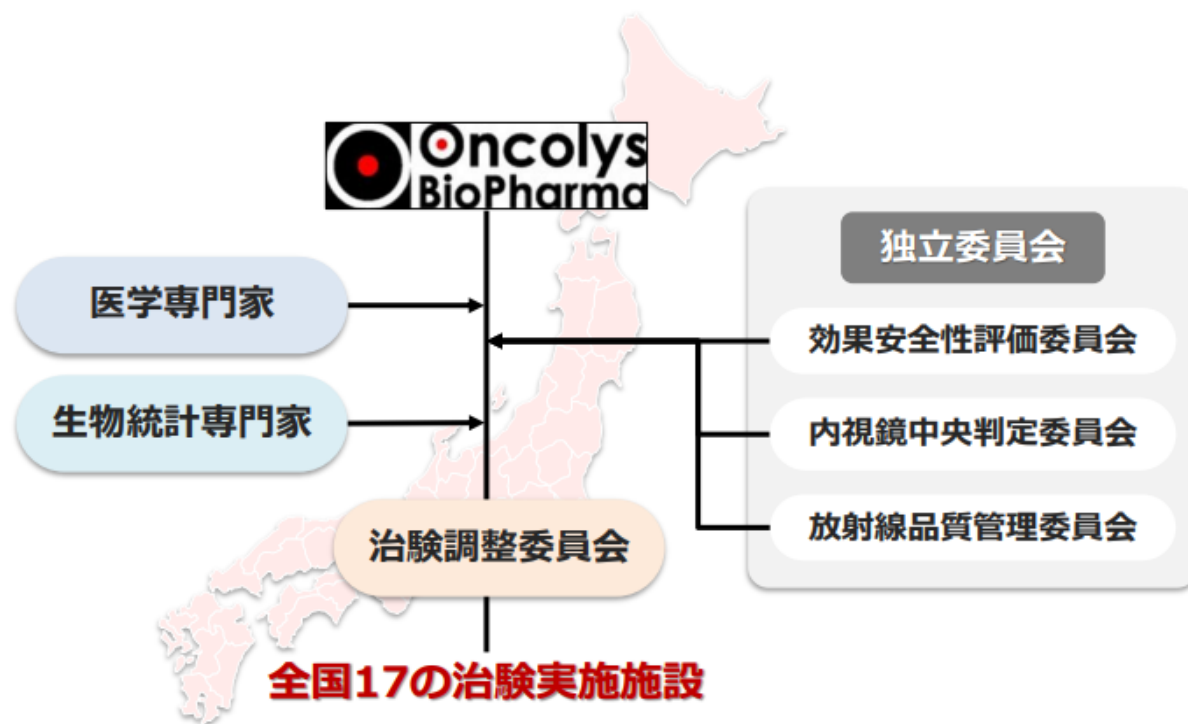 Oncolys
BioPharma
独立委員会
医学専門家
効果安全性評価委員会
生物統計専門家
内視鏡中央判定委員会
放射線品質管理委員会
治験調整委員会
全国17の治験実施施設